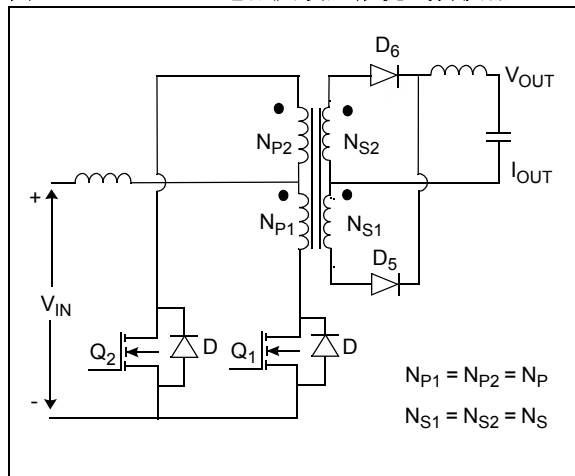 D6
VOUT
NP2
NS2
IOUT
+
NP1
NS1
D5
VIN
Q2
D
Q1
D
-
NP1 = NP2 = NP
NS1 = NS2 = NS